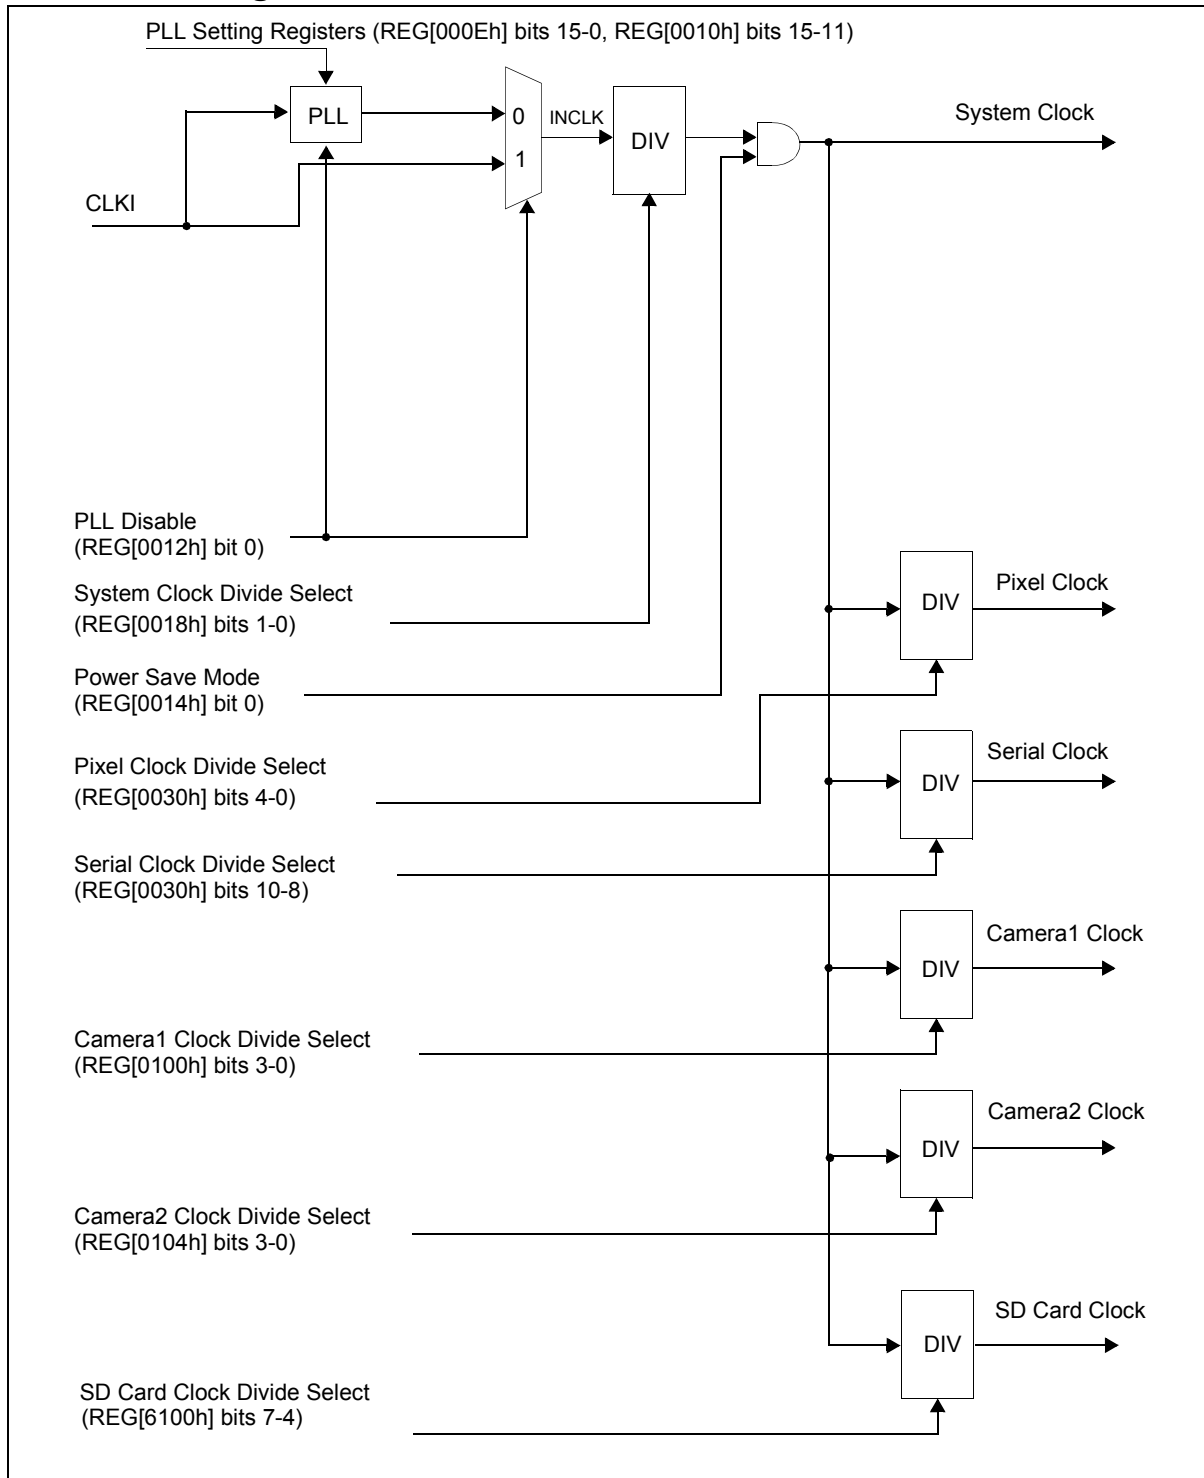 PLL Setting Registers (REG[000Eh] bits 15-0, REG[0010h] bits 15-11)
PLL
0
1
INCLK
DIV
System Clock
CLKI
PLL Disable
(REG[0012h] bit 0)
System Clock Divide Select
(REG[0018h] bits 1-0)
DIV
Pixel Clock
Power Save Mode
(REG[0014h] bit 0)
Pixel Clock Divide Select
(REG[0030h] bits 4-0)
DIV
Serial Clock
Serial Clock Divide Select
(REG[0030h] bits 10-8)
DIV
Camera1 Clock
Camera1 Clock Divide Select
(REG[0100h] bits 3-0)
DIV
Camera2 Clock
Camera2 Clock Divide Select
(REG[0104h] bits 3-0)
DIV
SD Card Clock
SD Card Clock Divide Select
(REG[6100h] bits 7-4)